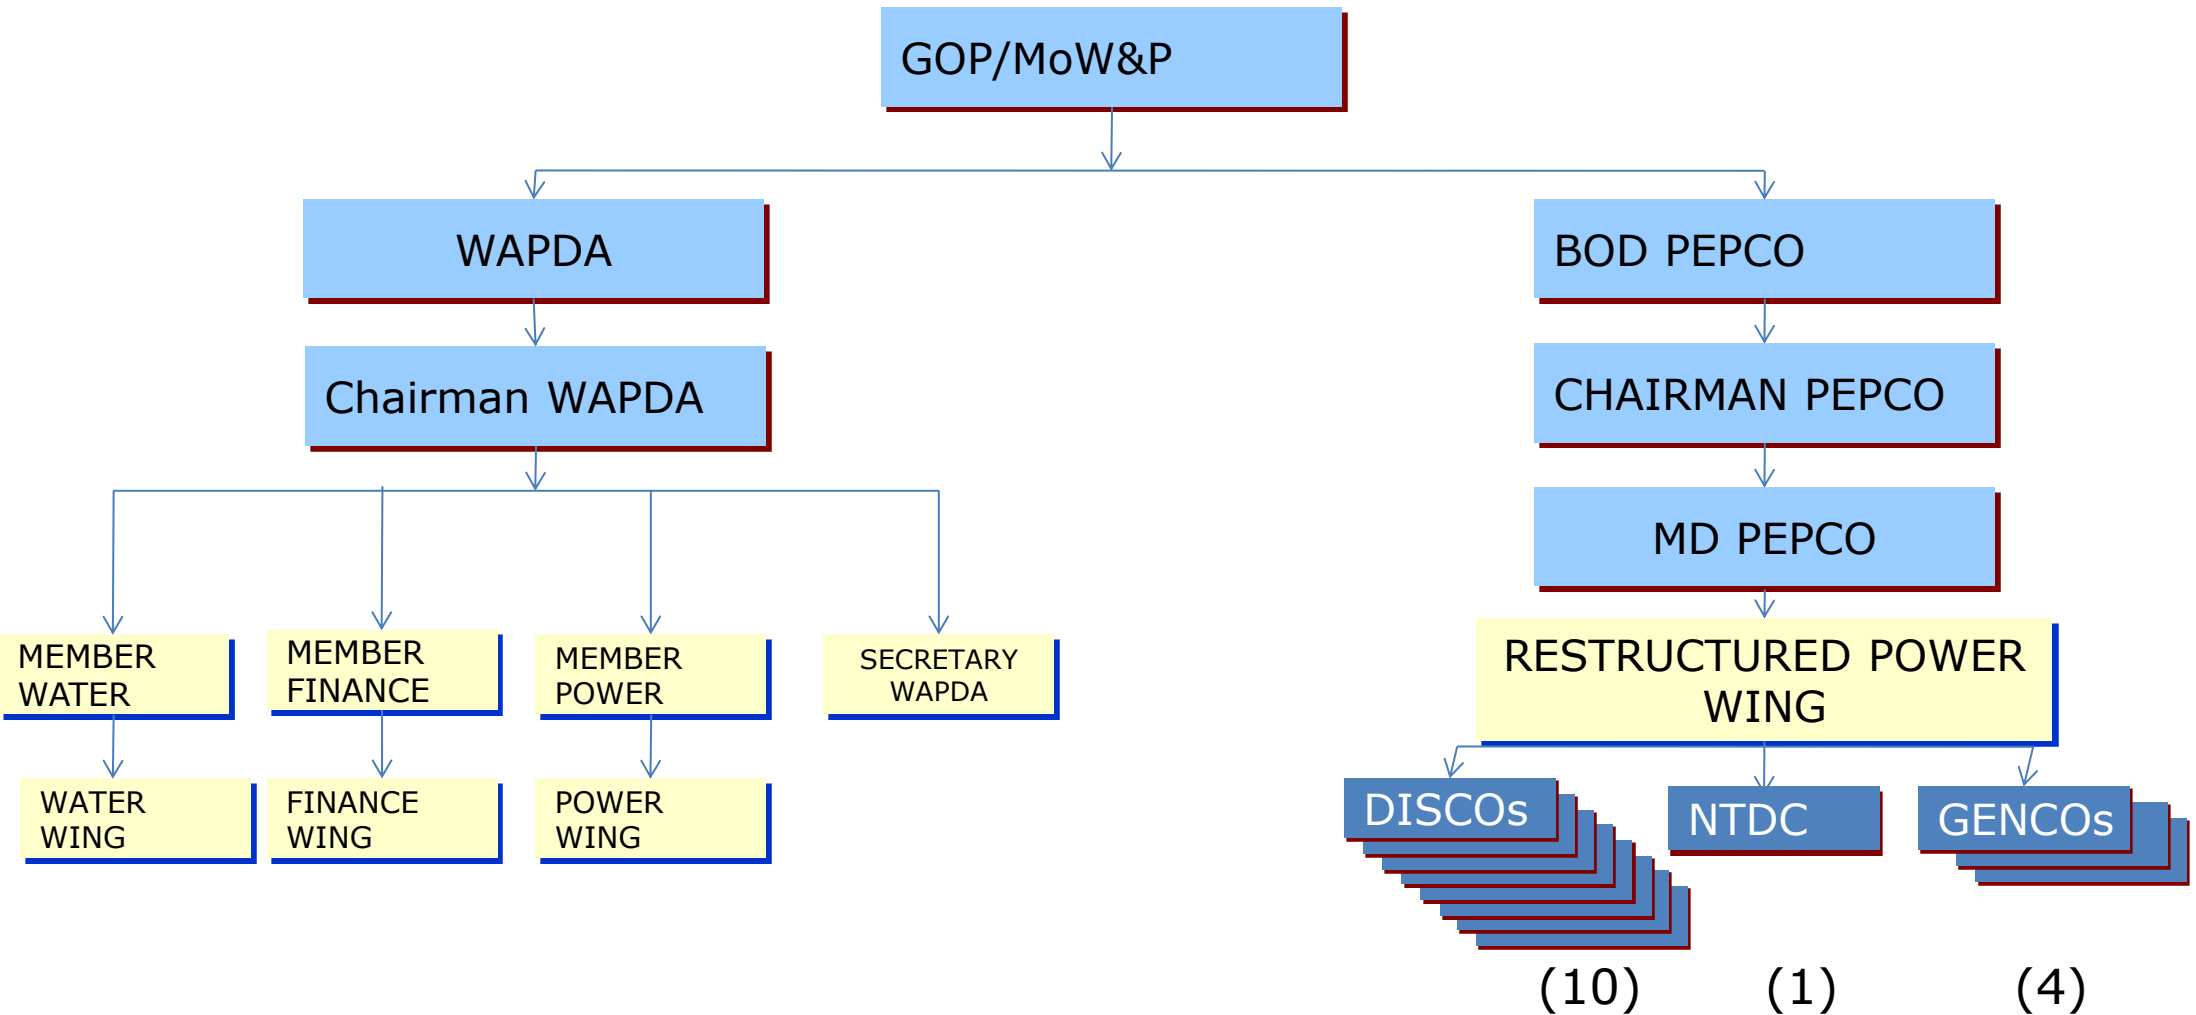 GOP/MoW&P
WAPDA
BOD PEPCO
Chairman WAPDA
CHAIRMAN PEPCO
MD PEPCO
MEMBER
WATER
MEMBER
FINANCE
MEMBER
POWER
SECRETARY
WAPDA
RESTRUCTURED POWER
WING
WATER
WING
FINANCE
WING
POWER
WING
DISCOs
NTDC
GENCOs
(10)
(1)
(4)